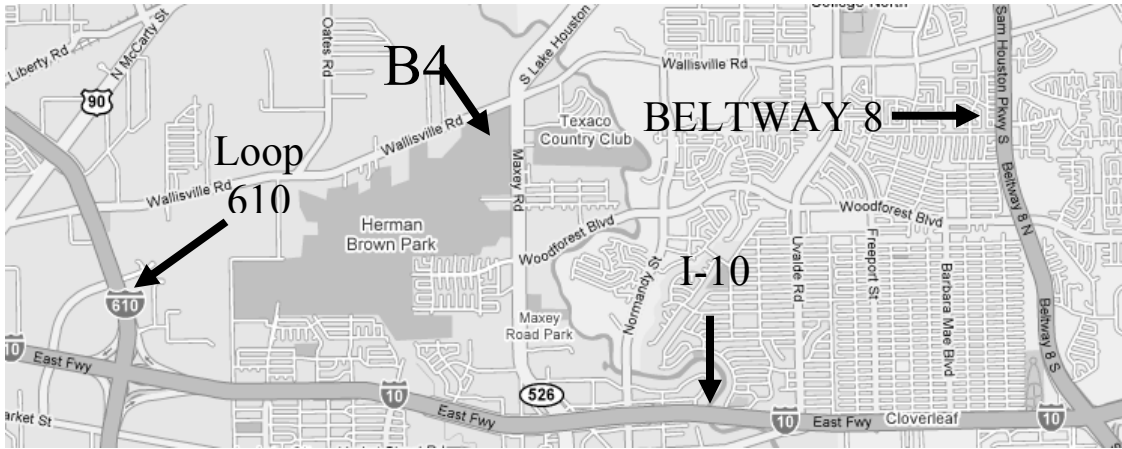 College North
Liberty Rd
N McCarty St
Oates Rd
S Lake Houston
Sam Houston Pkwy S
B4
Wallisville Rd
90
BELTWAY 8
Texaco
Country Club
Wallisville Rd
Loop
610
Maxey Rd
Wallisville Rd
Beltway 8 N
Herman
Brown Park
Woodforest Blvd
Woodforest Blvd
I-10
Normandy St
Uvalde Rd
Freeport St
Barbara Mae Blvd
610
Maxey
Road Park
Beltway 8 S
10
East Fwy
10
526
East Fwy
10
East Fwy
Cloverleaf
10
arket St